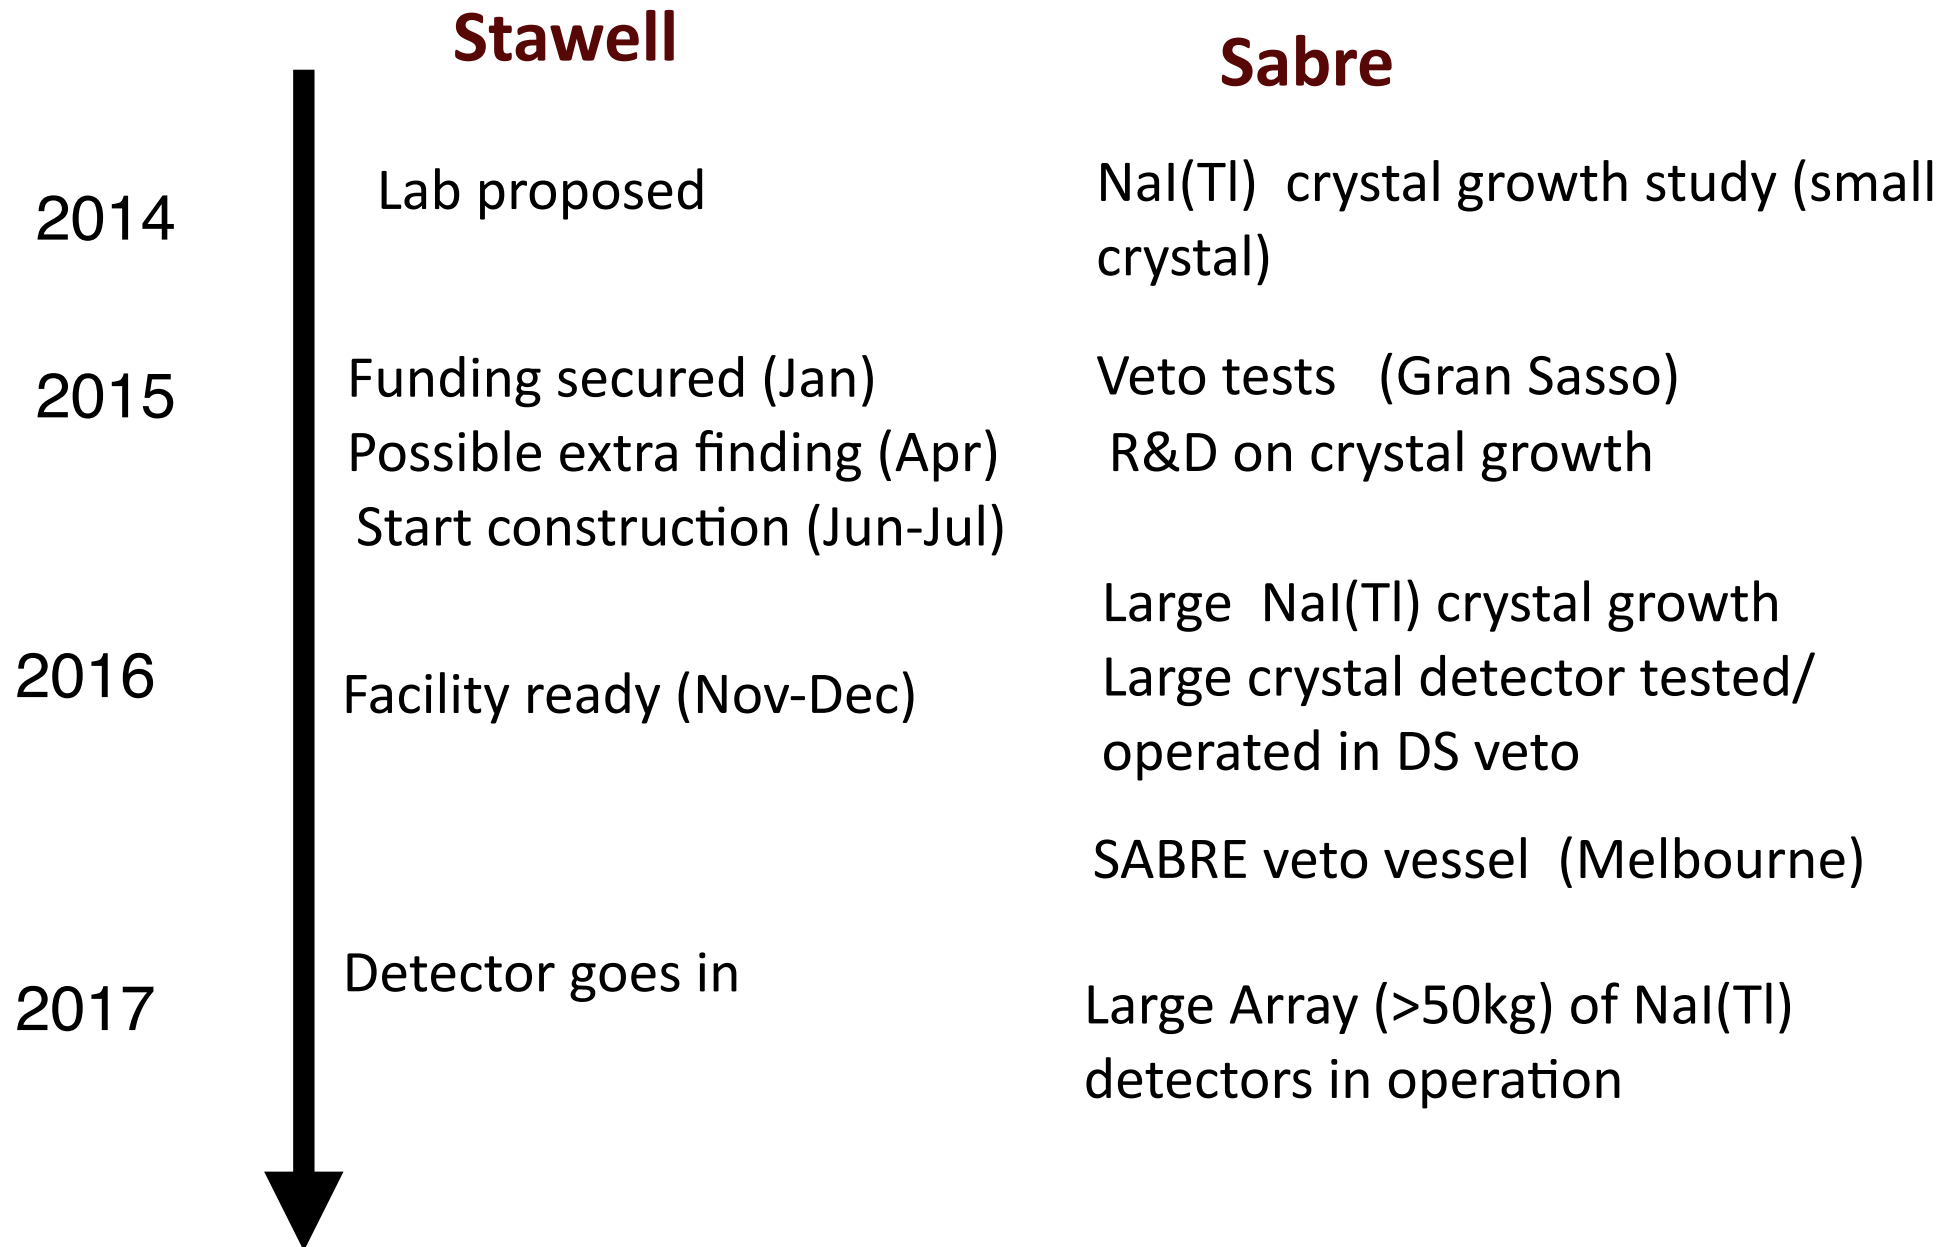 Stawell
Sabre
2014
Lab proposed
NaI(Tl) crystal growth study (small
crystal)
2015
Funding secured (Jan)
Possible extra finding (Apr)
Start construction (Jun-Jul)
Veto tests (Gran Sasso)
R&D on crystal growth
2016
Facility ready (Nov-Dec)
Large NaI(Tl) crystal growth
Large crystal detector tested/
operated in DS veto
SABRE veto vessel (Melbourne)
2017
Detector goes in
Large Array (>50kg) of NaI(Tl)
detectors in operation